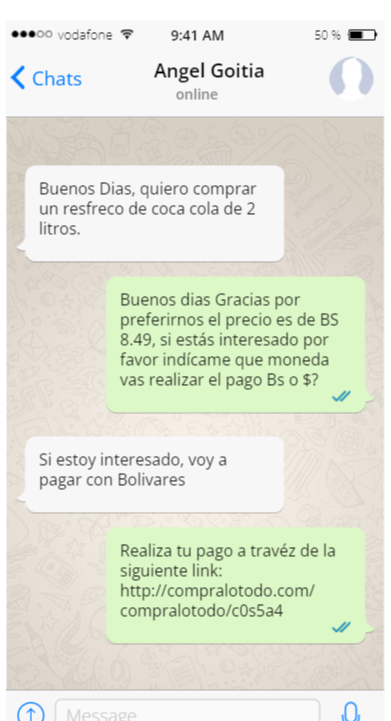 vodafone 9:41 AM 50 %
Chats Angel Goitia
online
Buenos Dias, quiero comprar
un resfreco de coca cola de 2
litros.
Buenos dias Gracias por
preferirnos el precio es de BS
8.49, si estás interesado por
favor indícame que moneda
vas realizar el pago Bs o $?
Si estoy interesado, voy a
pagar con Bolivares
Realiza tu pago a travéz de la
siguiente link:
http://compralotodo.com/
compralotodo/c0s5a4
Message